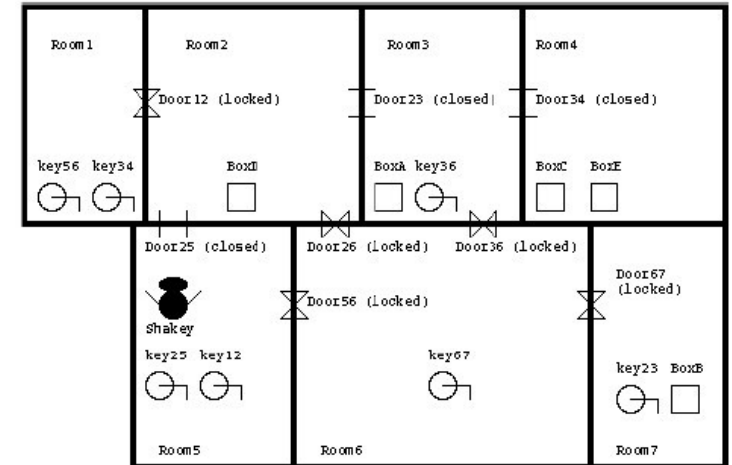 Room1
Room2
Room3
Room4
Door12 (locked)
Door23 (closed)
Door34 (closed)
key56 key34
BoxD
BoxA key36
BoxC BoxE
Door25 (closed)
Door26 (locked)
Door36 (locked)
Door67
(locked)
Door56 (locked)
Shakey
key25 key12
key67
key23 BoxB
Room5
Room6
Room7